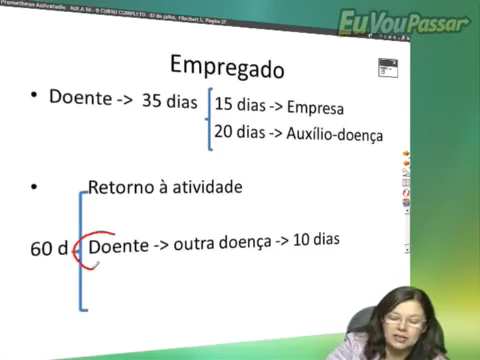 EuVouPassar
Empregado
• Doente -> 35 dias
15 dias -> Empresa
20 dias -> Auxílio-doença
• Retorno à atividade
60 d
Doente -> outra doença -> 10 dias